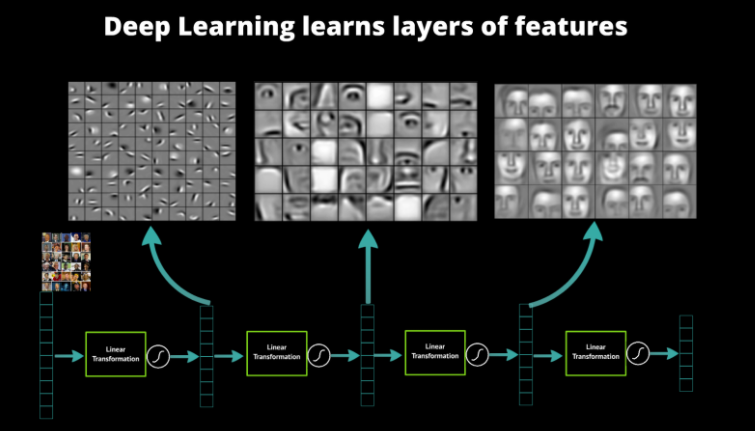 Deep Learning learns layers of features
Linear
Transformation
Linear
Transformation
Linear
Transformation
Linear
Transformation